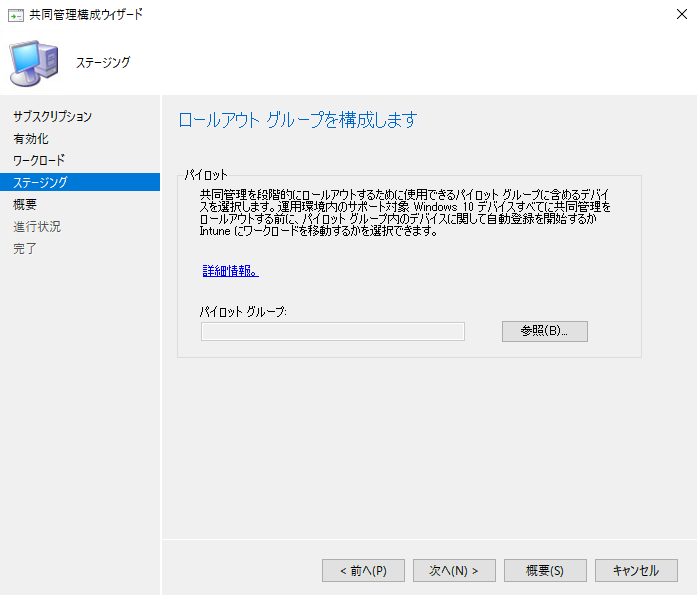 共同管理構成ウィザード
ステージング
サブスクリプション
有効化
ワークロード
ステージング
概要
進行状況
完了
ロールアウト グループを構成します
パイロット
共同管理を段階的にロールアウトするために使用できるパイロット グループに含めるデバイ
スを選択します。運用環境内のサポート対象 Windows 10 デバイスすべてに共同管理を
ロールアウトする前に、パイロット グループ内のデバイスに関して自動登録を開始するか
Intune にワークロードを移動するかを選択できます。
詳細情報。
パイロット グループ:
参照(B)...
< 前へ(P)
次へ(N) >
概要(S)
キャンセル